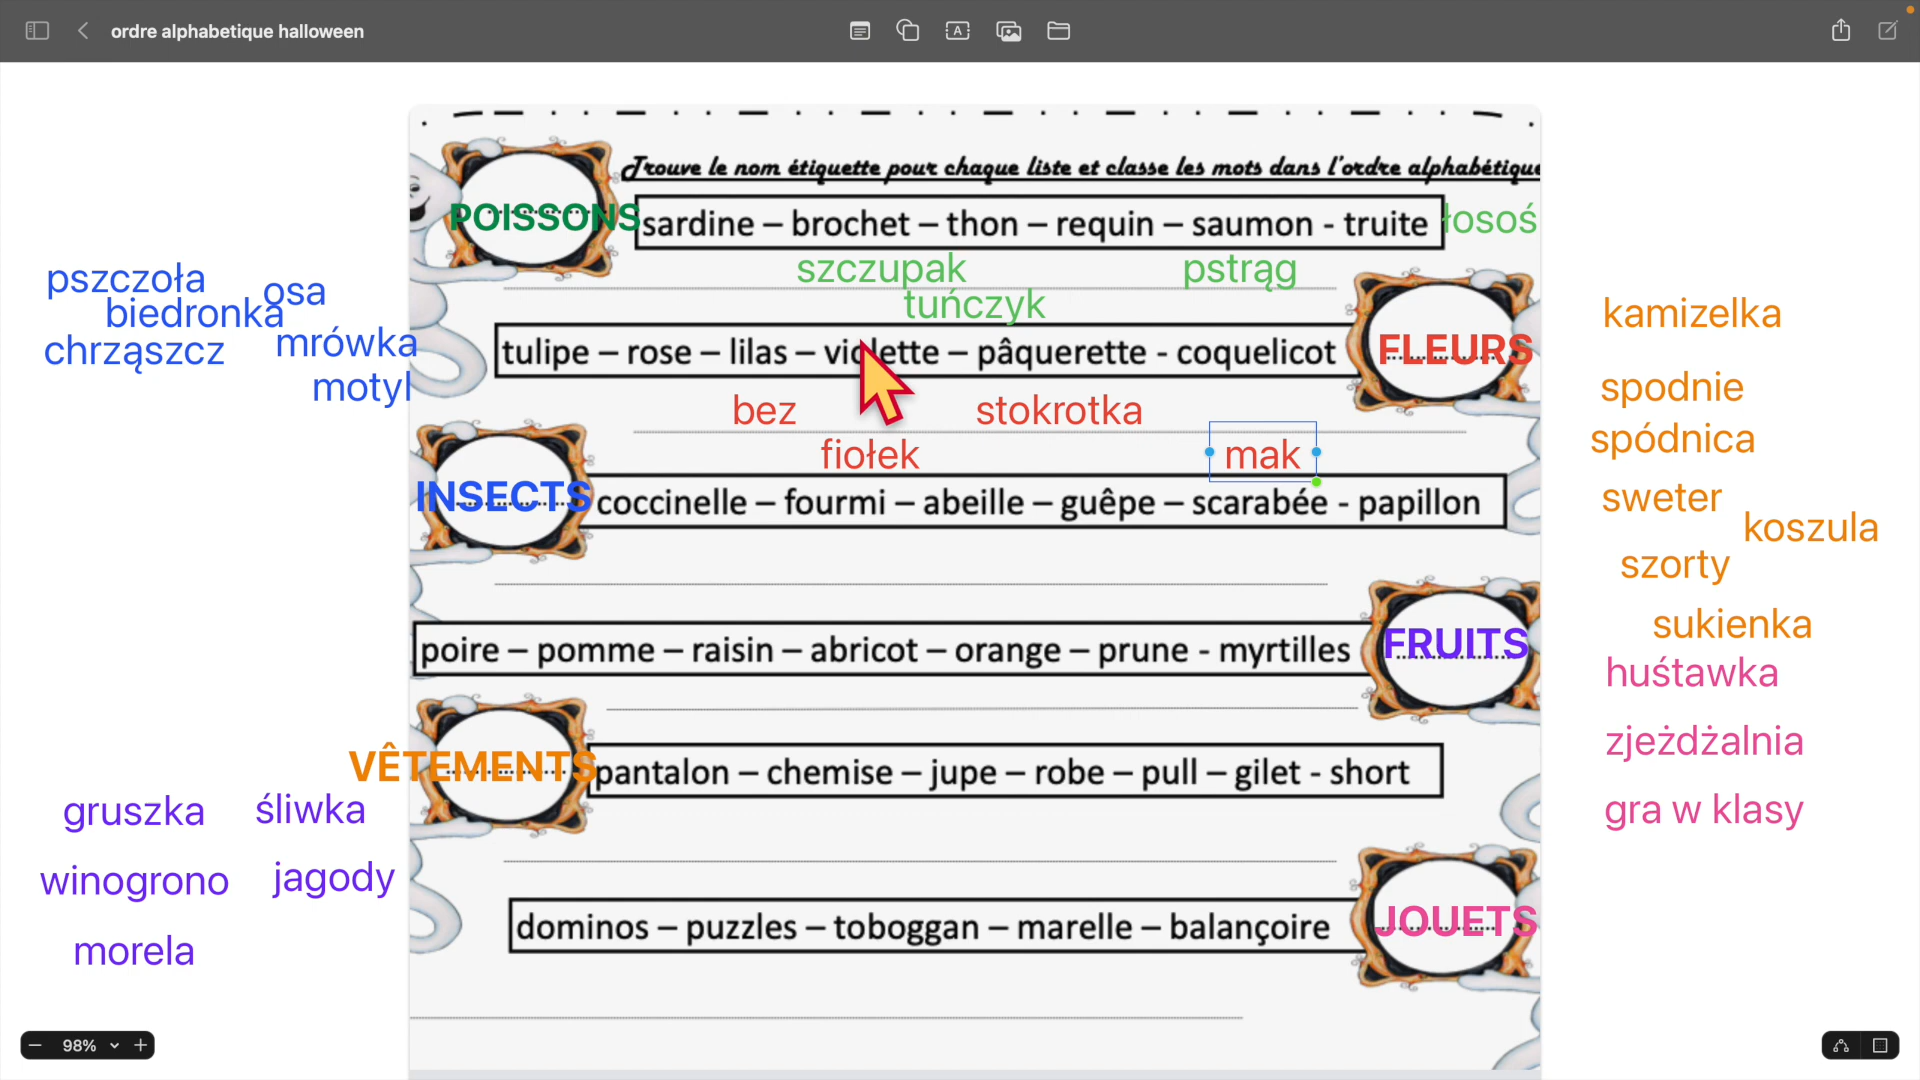 ordre alphabetique halloween
Trouve le nom étiquette pour chaque liste et classe les mots dans l'ordre alphabétique
POISSONS
sardine – brochet – thon – requin – saumon - truite
łosoś
szczupak
pstrąg
tuńczyk
pszczoła
osa
biedronka
mrówka
chrząszcz
motyl
tulipe – rose – lilas – violette – pâquerette - coquelicot
FLEURS
bez
stokrotka
fiołek
mak
kamizelka
spodnie
spódnica
sweter
koszula
szorty
sukienka
INSECTS
coccinelle – fourmi – abeille – guêpe – scarabée - papillon
poire – pomme – raisin – abricot – orange – prune - myrtilles
FRUITS
huśtawka
zjeżdżalnia
gra w klasy
VÊTEMENTS
pantalon – chemise – jupe – robe – pull – gilet - short
gruszka
śliwka
winogrono
jagody
morela
dominos – puzzles – toboggan – marelle – balançoire
JOUETS
98%